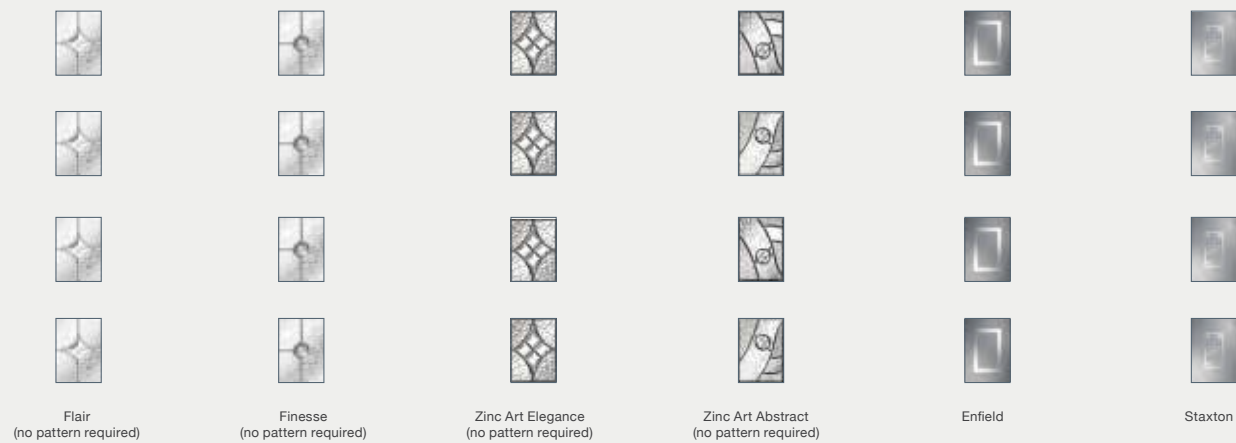 Flair
(no pattern required)
Finesse
(no pattern required)
Zinc Art Elegance
(no pattern required)
Zinc Art Abstract
(no pattern required)
Enfield
Staxton